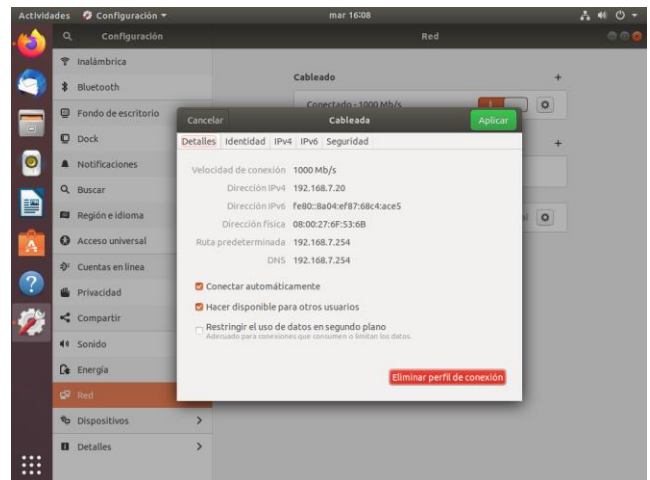 Actividades Configuración mar 16:08
Configuración Red
Inalámbrica
Bluetooth
Fondo de escritorio
Dock
Notificaciones
Buscar
Región e idioma
Acceso universal
Cuentas en línea
Privacidad
Compartir
Sonido
Energía
Red
Dispositivos
Detalles
Cableado
Conectado - 1000 Mb/s
Cancelar Cableada Aplicar
Detalles Identidad IPv4 IPv6 Seguridad
Velocidad de conexión 1000 Mb/s
Dirección IPv4 192.168.7.20
Dirección IPv6 fe80::8a04:ef87:68c4:ace5
Dirección física 08:00:27:6F:53:6B
Ruta predeterminada 192.168.7.254
DNS 192.168.7.254
Conectar automáticamente
Hacer disponible para otros usuarios
Restringir el uso de datos en segundo plano
Adecuado para conexiones que consumen o limitan los datos.
Eliminar perfil de conexión